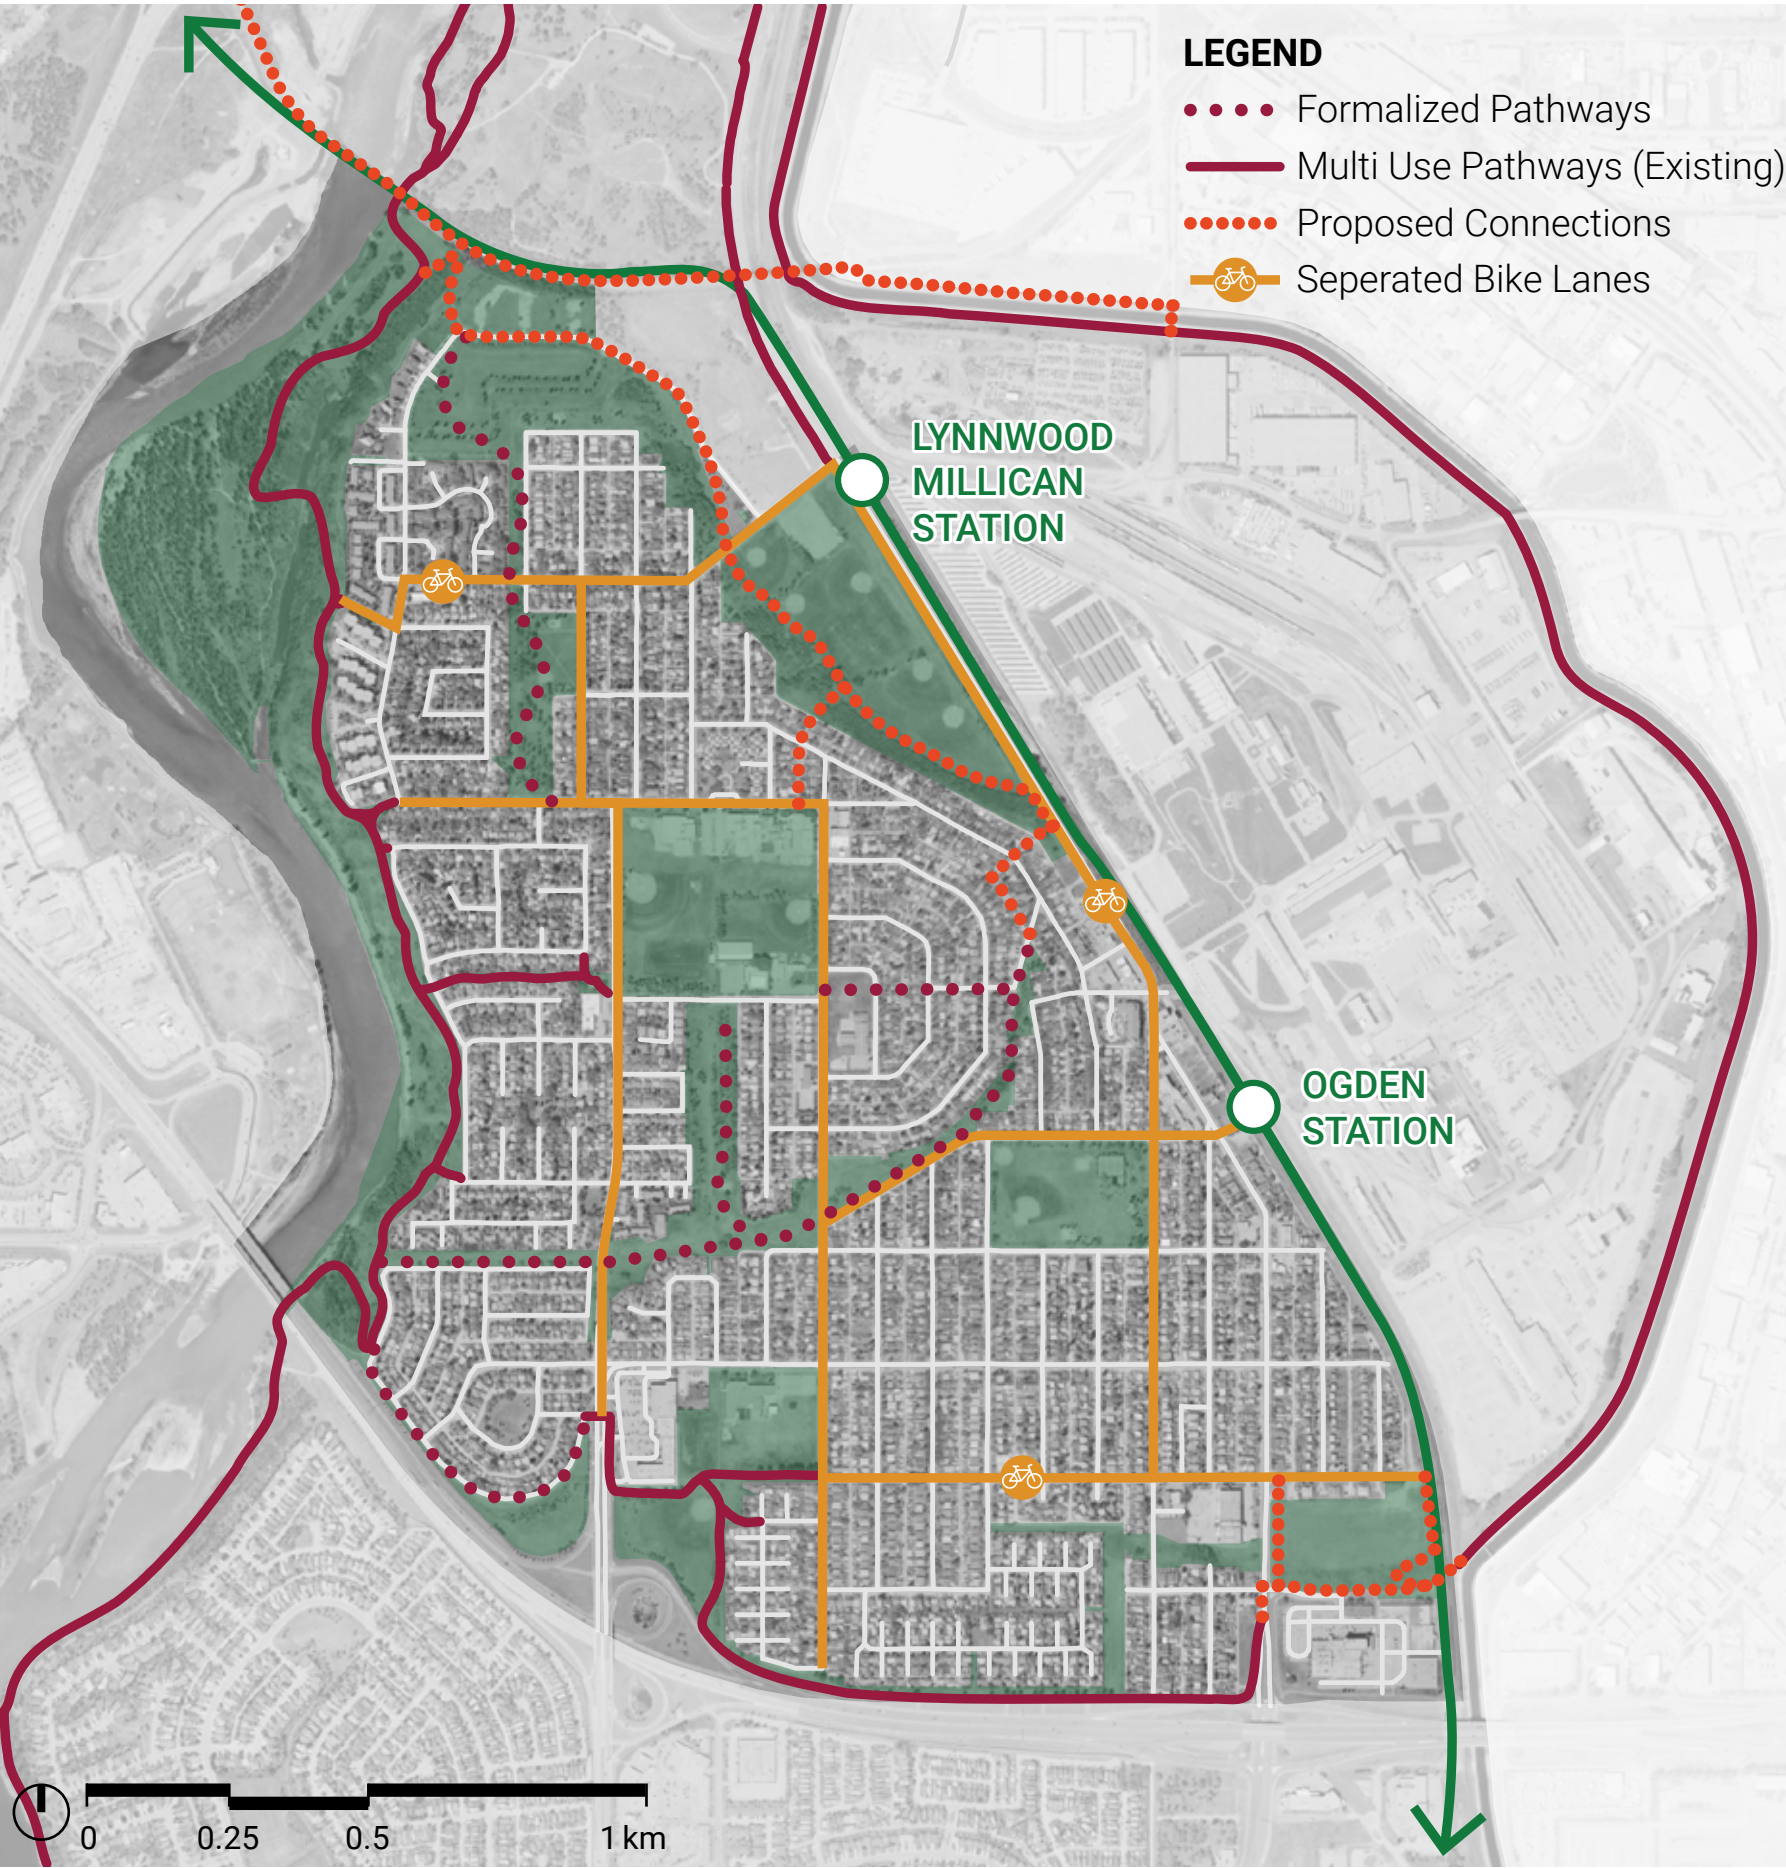 LEGEND
Formalized Pathways
Multi Use Pathways (Existing)
Proposed Connections
Seperated Bike Lanes
LYNNWOOD
MILLICAN
STATION
OGDEN
STATION
0 0.25 0.5 1 km